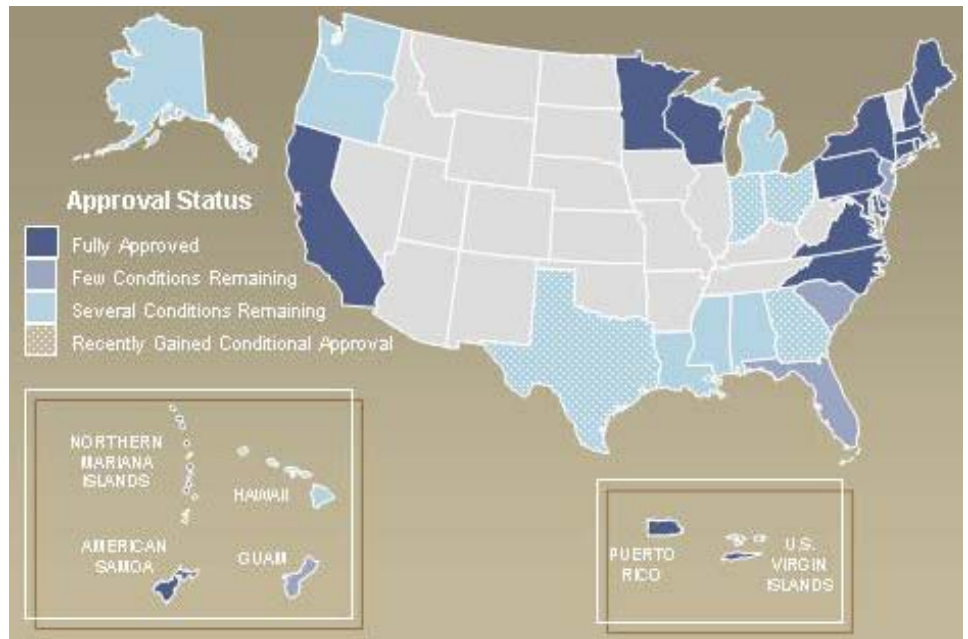 Approval Status
Fully Approved
Few Conditions Remaining
Several Conditions Remaining
Recently Gained Conditional Approval
NORTHERN
MARIANA
ISLANDS
HAWAII
AMERICAN
SAMOA
GUAM
PUERTO
RICO
U.S.
VIRGIN
ISLANDS